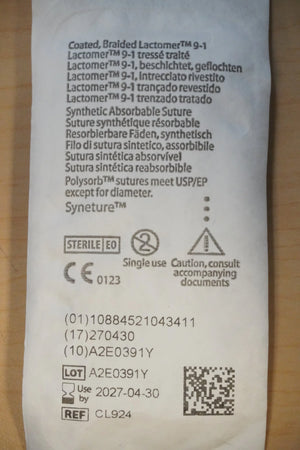 Coated, Braided Lactomer™ 9-1
Lactomer™ 9-1 tressé traité
Lactomer™ 9-1, beschichtet, geflochten
Lactomer™ 9-1, intrecciato rivestito
Lactomer™ 9-1 trançado revestido
Lactomer™ 9-1 trenzado tratado
Synthetic Absorbable Suture
Suture synthétique résorbable
Resorbierbare Fäden, synthetisch
Filo di sutura sintetico, assorbibile
Sutura sintética absorvível
Sutura sintética reabsorbible
Polysorb™ sutures meet USP/EP
except for diameter.
Syneture™
STERILE EO
2
Single use
Caution, consult
accompanying
documents
CE 0123
(01)10884521043411
(17)270430
(10)A2E0391Y
LOT A2E0391Y
Use by 2027-04-30
REF CL924